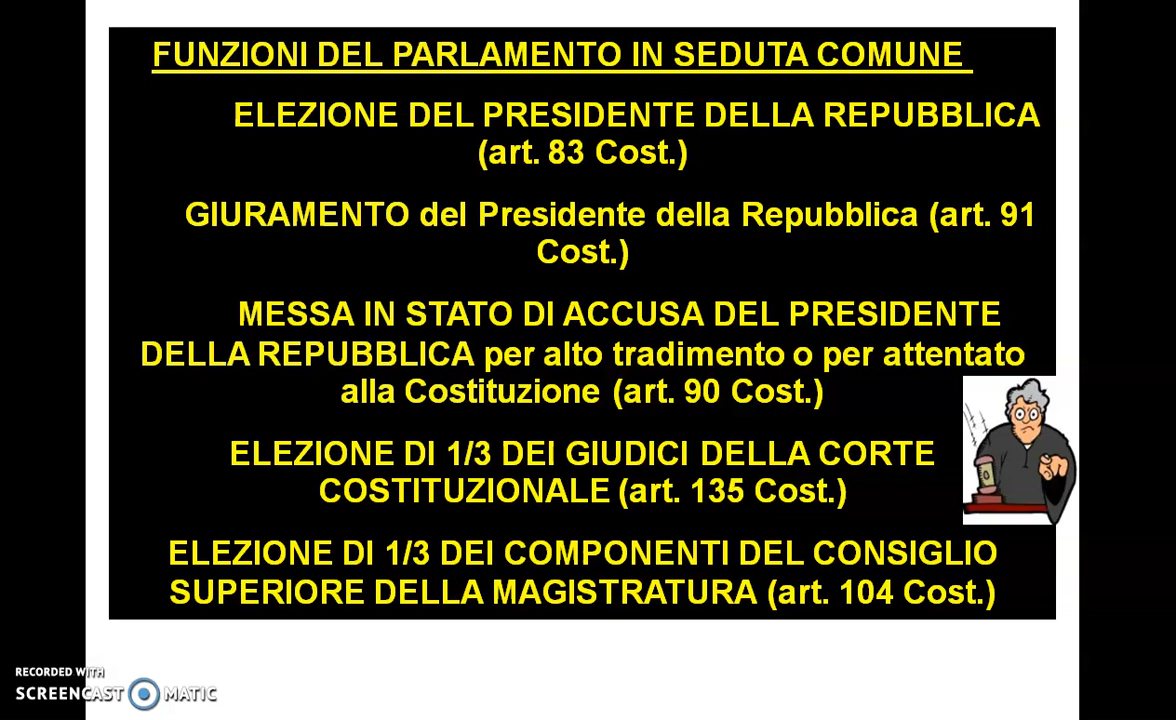 FUNZIONI DEL PARLAMENTO IN SEDUTA COMUNE
ELEZIONE DEL PRESIDENTE DELLA REPUBBLICA
(art. 83 Cost.)
GIURAMENTO del Presidente della Repubblica (art. 91
Cost.)
MESSA IN STATO DI ACCUSA DEL PRESIDENTE
DELLA REPUBBLICA per alto tradimento o per attentato
alla Costituzione (art. 90 Cost.)
ELEZIONE DI 1/3 DEI GIUDICI DELLA CORTE
COSTITUZIONALE (art. 135 Cost.)
ELEZIONE DI 1/3 DEI COMPONENTI DEL CONSIGLIO
SUPERIORE DELLA MAGISTRATURA (art. 104 Cost.)
RECORDED WITH
SCREENCAST MATIC